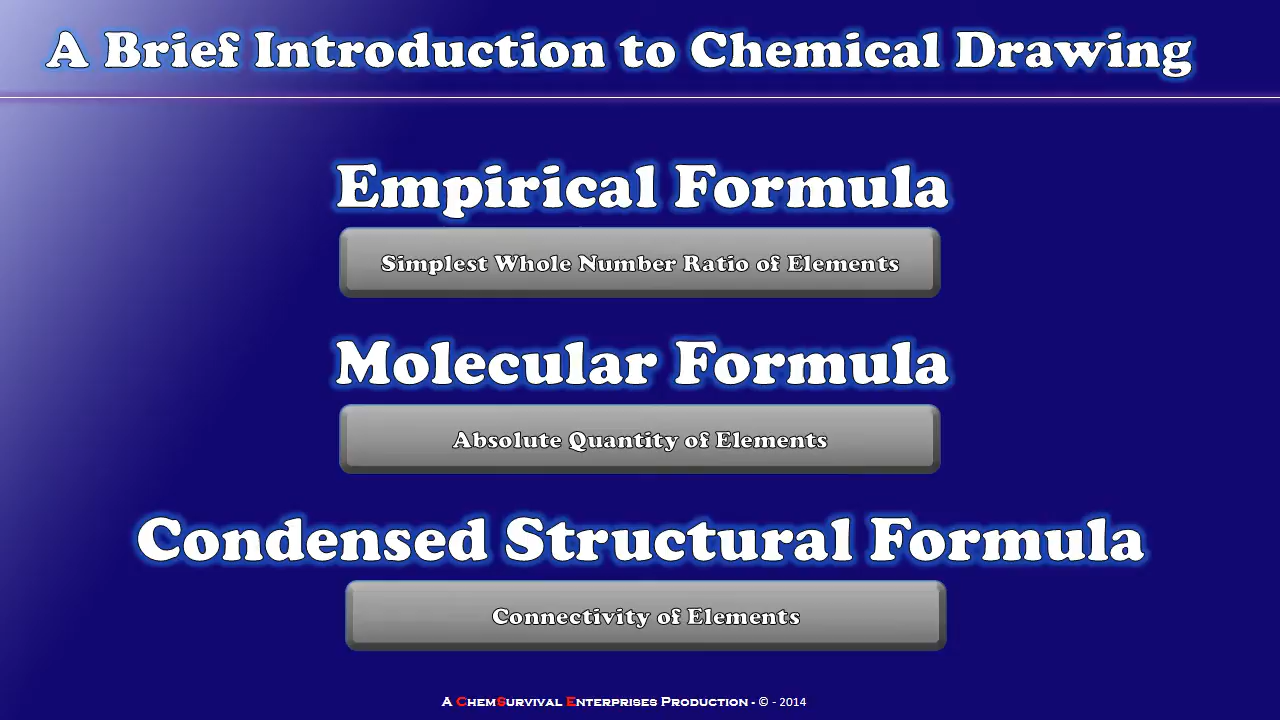 A Brief Introduction to Chemical Drawing
Empirical Formula
Simplest Whole Number Ratio of Elements
Molecular Formula
Absolute Quantity of Elements
Condensed Structural Formula
Connectivity of Elements
A ChemSurvival Enterprises Production - © - 2014